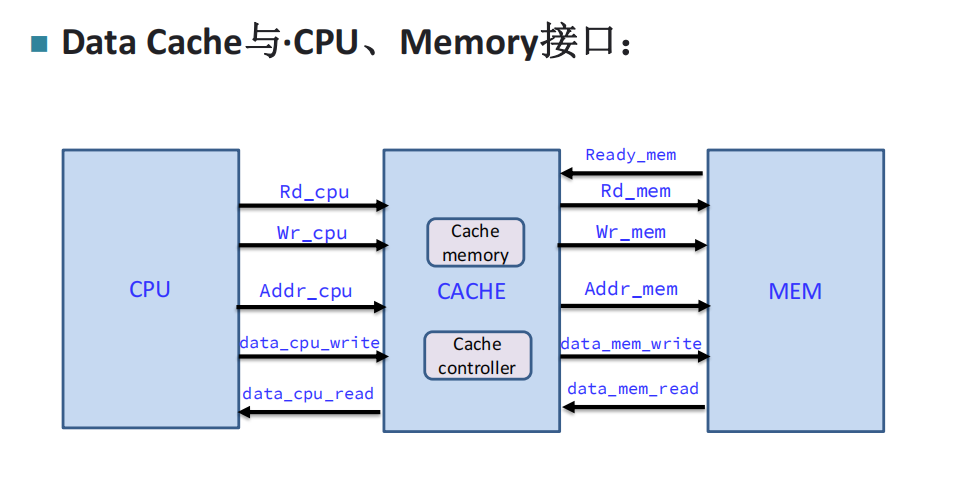 Data Cache与·CPU、Memory接口：
Ready_mem
Rd_cpu
Rd_mem
Wr_cpu
Cache
memory
Wr_mem
CPU
Addr_cpu
CACHE
Addr_mem
MEM
data_cpu_write
Cache
controller
data_mem_write
data_cpu_read
data_mem_read